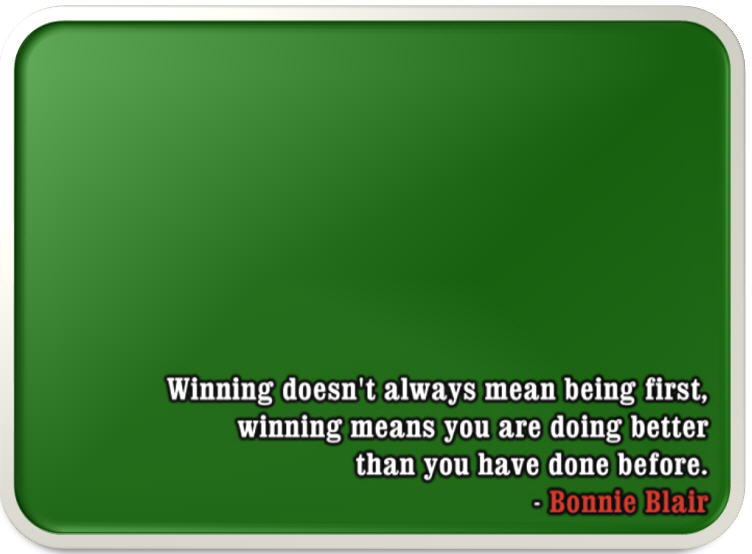 Winning doesn't always mean being first,
winning means you are doing better
than you have done before.
- Bonnie Blair